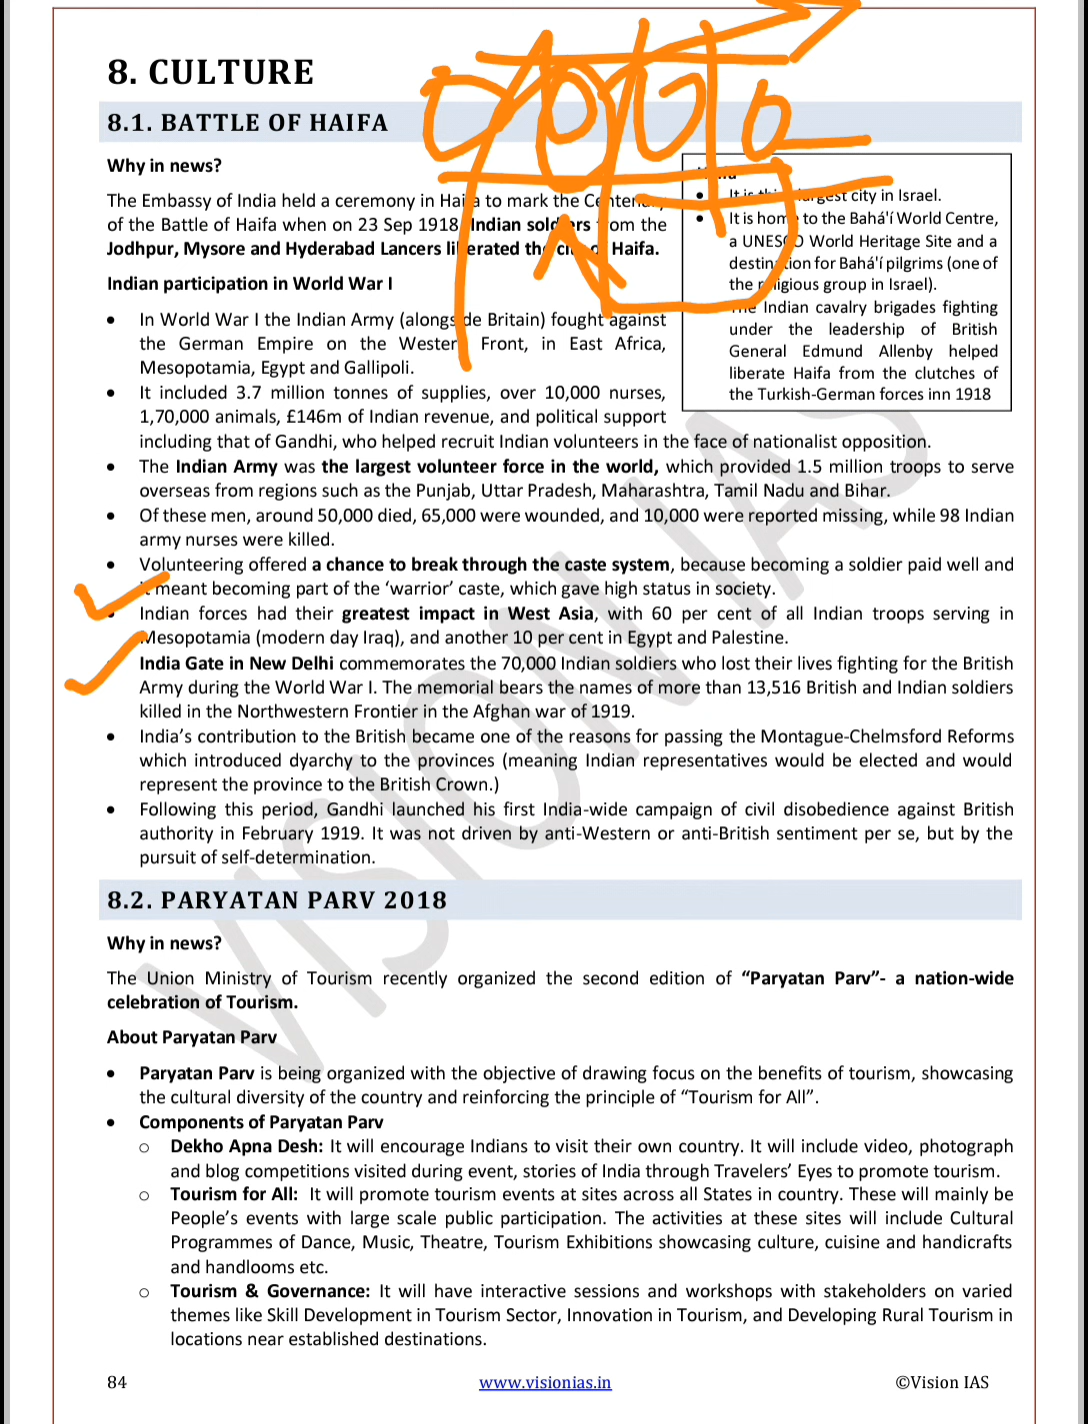 8. CULTURE
8.1. BATTLE OF HAIFA
Why in news?
The Embassy of India held a ceremony in Haifa to mark the Centenary
of the Battle of Haifa when on 23 Sep 1918, Indian soldiers from the
Jodhpur, Mysore and Hyderabad Lancers liberated the city of Haifa.
Indian participation in World War I
• In World War I the Indian Army (alongside Britain) fought against
the German Empire on the Western Front, in East Africa,
Mesopotamia, Egypt and Gallipoli.
• It included 3.7 million tonnes of supplies, over 10,000 nurses,
1,70,000 animals, £146m of Indian revenue, and political support
including that of Gandhi, who helped recruit Indian volunteers in the face of nationalist opposition.
• It is largest city in Israel.
• It is home to the Bahá'í World Centre,
a UNESCO World Heritage Site and a
destination for Bahá'í pilgrims (one of
the religious group in Israel).
The Indian cavalry brigades fighting
under the leadership of British
General Edmund Allenby helped
liberate Haifa from the clutches of
the Turkish-German forces inn 1918
• The Indian Army was the largest volunteer force in the world, which provided 1.5 million troops to serve
overseas from regions such as the Punjab, Uttar Pradesh, Maharashtra, Tamil Nadu and Bihar.
• Of these men, around 50,000 died, 65,000 were wounded, and 10,000 were reported missing, while 98 Indian
army nurses were killed.
• Volunteering offered a chance to break through the caste system, because becoming a soldier paid well and
it meant becoming part of the 'warrior' caste, which gave high status in society.
• Indian forces had their greatest impact in West Asia, with 60 per cent of all Indian troops serving in
Mesopotamia (modern day Iraq), and another 10 per cent in Egypt and Palestine.
India Gate in New Delhi commemorates the 70,000 Indian soldiers who lost their lives fighting for the British
Army during the World War I. The memorial bears the names of more than 13,516 British and Indian soldiers
killed in the Northwestern Frontier in the Afghan war of 1919.
• India's contribution to the British became one of the reasons for passing the Montague-Chelmsford Reforms
which introduced dyarchy to the provinces (meaning Indian representatives would be elected and would
represent the province to the British Crown.)
• Following this period, Gandhi launched his first India-wide campaign of civil disobedience against British
authority in February 1919. It was not driven by anti-Western or anti-British sentiment per se, but by the
pursuit of self-determination.
8.2. PARYATAN PARV 2018
Why in news?
The Union Ministry of Tourism recently organized the second edition of "Paryatan Parv"- a nation-wide
celebration of Tourism.
About Paryatan Parv
• Paryatan Parv is being organized with the objective of drawing focus on the benefits of tourism, showcasing
the cultural diversity of the country and reinforcing the principle of "Tourism for All".
• Components of Paryatan Parv
o Dekho Apna Desh: It will encourage Indians to visit their own country. It will include video, photograph
and blog competitions visited during event, stories of India through Travelers' Eyes to promote tourism.
o Tourism for All: It will promote tourism events at sites across all States in country. These will mainly be
People's events with large scale public participation. The activities at these sites will include Cultural
Programmes of Dance, Music, Theatre, Tourism Exhibitions showcasing culture, cuisine and handicrafts
and handlooms etc.
o Tourism & Governance: It will have interactive sessions and workshops with stakeholders on varied
themes like Skill Development in Tourism Sector, Innovation in Tourism, and Developing Rural Tourism in
locations near established destinations.
84
www.visionias.in
©Vision IAS
VISION IAS